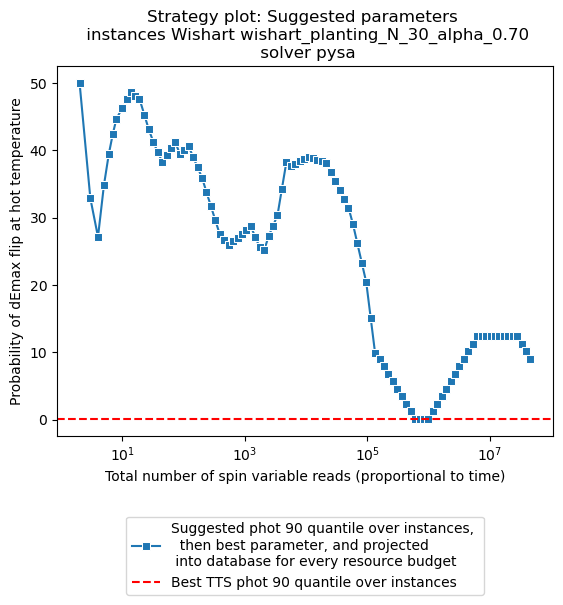 Strategy plot: Suggested parameters
instances Wishart wishart_planting_N_30_alpha_0.70
solver pysa
Probability of dEmax flip at hot temperature
50
40
30
20
10
0
10^1
10^3
10^5
10^7
Total number of spin variable reads (proportional to time)
Suggested phot 90 quantile over instances,
then best parameter, and projected
into database for every resource budget
Best TTS phot 90 quantile over instances